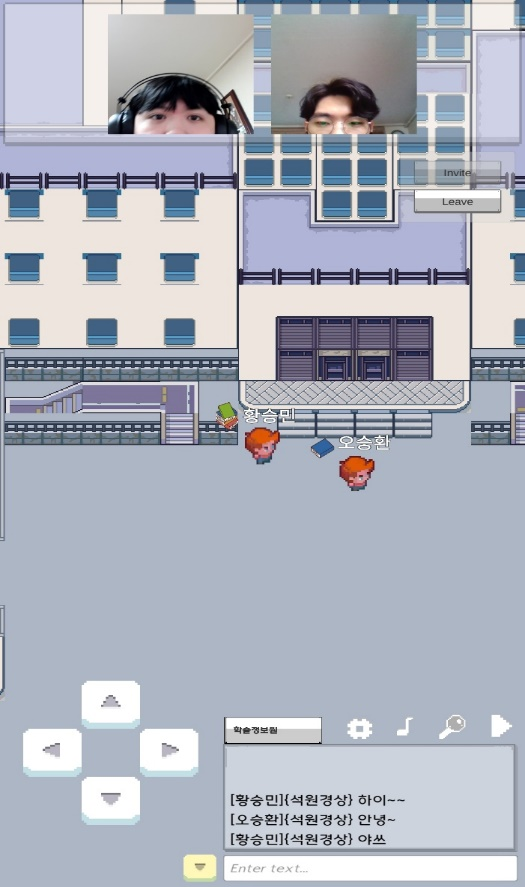 Invite
Leave
황승민
오승환
학술정보원
[황승민]{석원경상} 하이~~
[오승환]{석원경상} 안녕~
[황승민]{석원경상} 야쓰
Enter text...